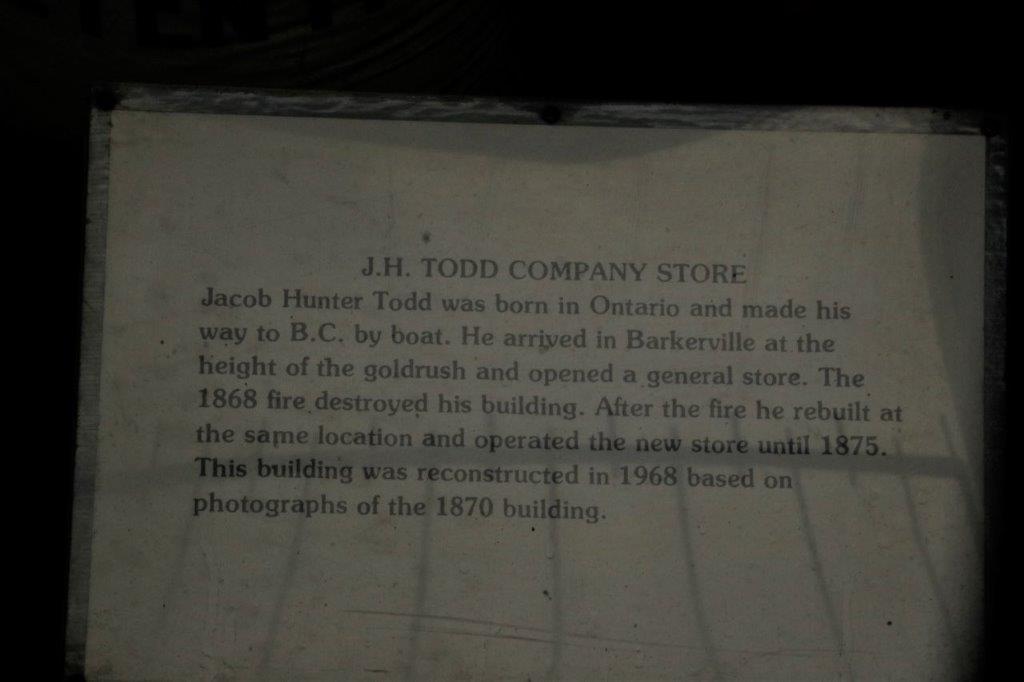 J.H. TODD COMPANY STORE
Jacob Hunter Todd was born in Ontario and made his
way to B.C. by boat. He arrived in Barkerville at the
height of the goldrush and opened a general store. The
1868 fire destroyed his building. After the fire he rebuilt at
the same location and operated the new store until 1875.
This building was reconstructed in 1968 based on
photographs of the 1870 building.